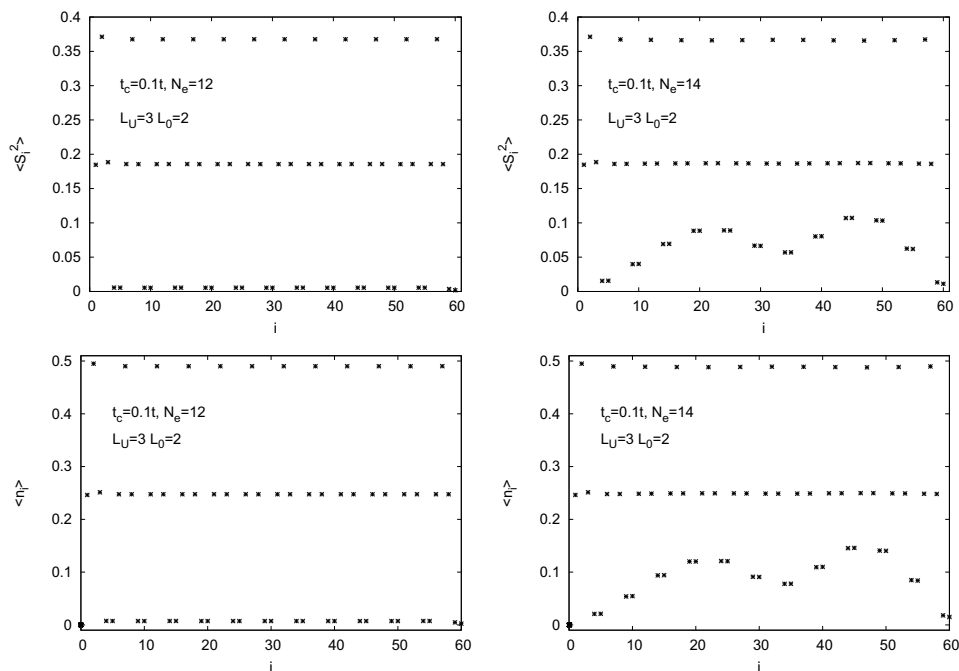 0.4
0.35
0.3
0.25
0.2
0.15
0.1
0.05
0
<S_i^2>
t_c=0.1t, N_e=12
L_U=3 L_0=2
0 10 20 30 40 50 60
i
0.4
0.35
0.3
0.25
0.2
0.15
0.1
0.05
0
<S_i^2>
t_c=0.1t, N_e=14
L_U=3 L_0=2
0 10 20 30 40 50 60
i
0.5
0.4
0.3
0.2
0.1
0
<n_i>
t_c=0.1t, N_e=12
L_U=3 L_0=2
0 10 20 30 40 50 60
i
0.5
0.4
0.3
0.2
0.1
0
<n_i>
t_c=0.1t, N_e=14
L_U=3 L_0=2
0 10 20 30 40 50 60
i